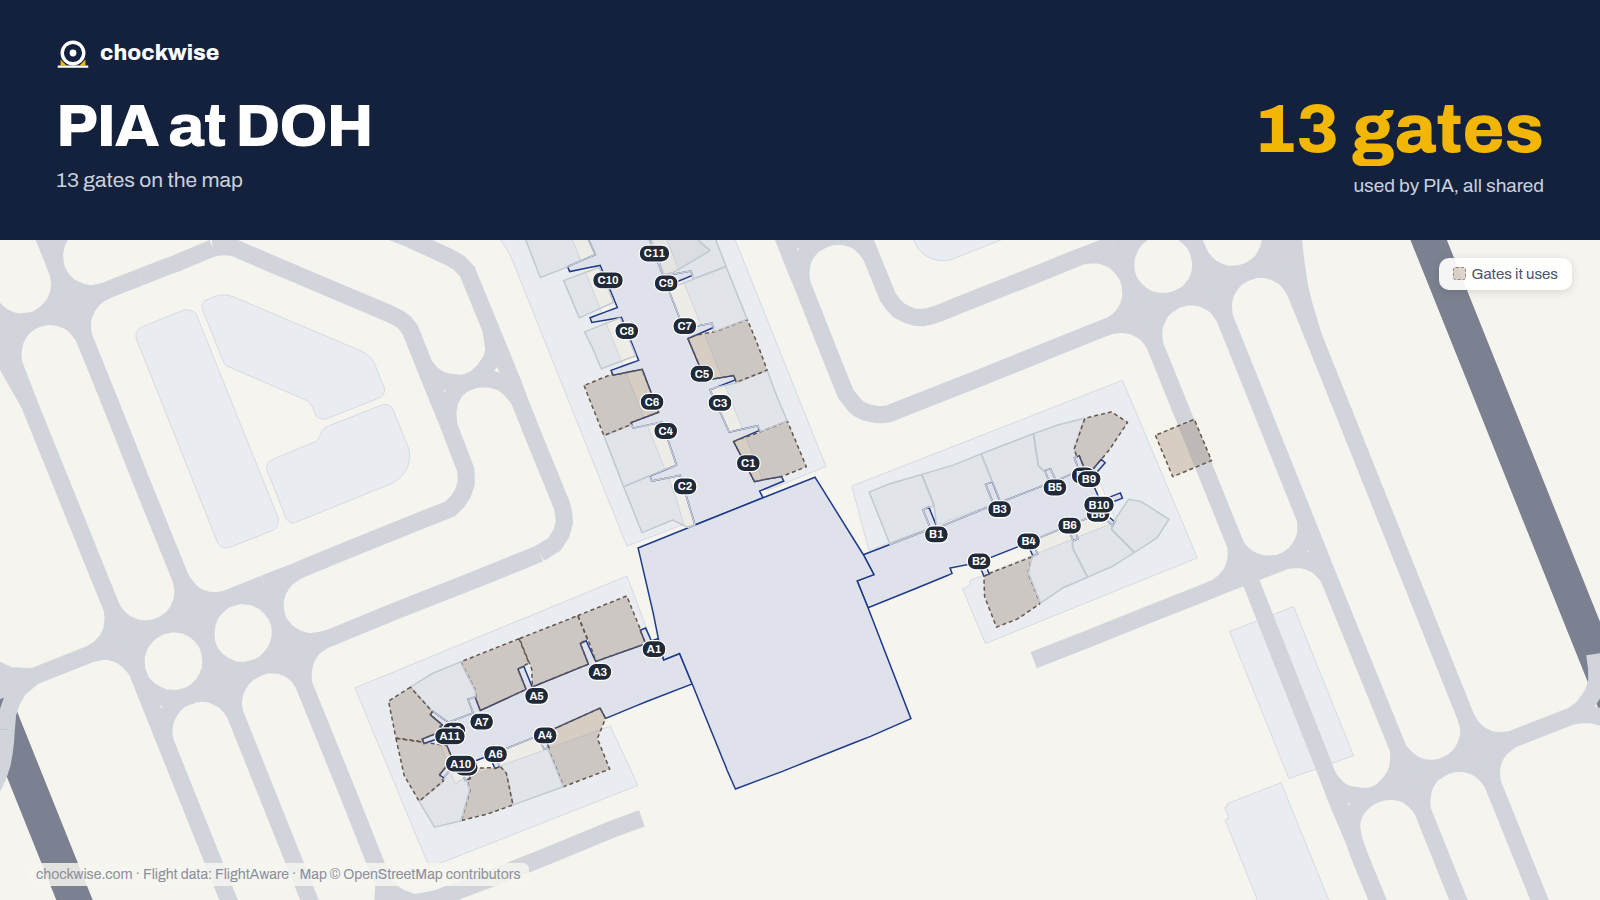 chockwise
PIA at DOH
13 gates on the map
13 gates
used by PIA, all shared
Gates it uses
C11
C10
C9
C8
C7
C5
C6
C3
C4
C1
C2
B9
B5
B10
B3
B8
B6
B1
B4
B2
A1
A3
A5
A7
A11
A4
A6
A10
chockwise.com · Flight data: FlightAware · Map © OpenStreetMap contributors